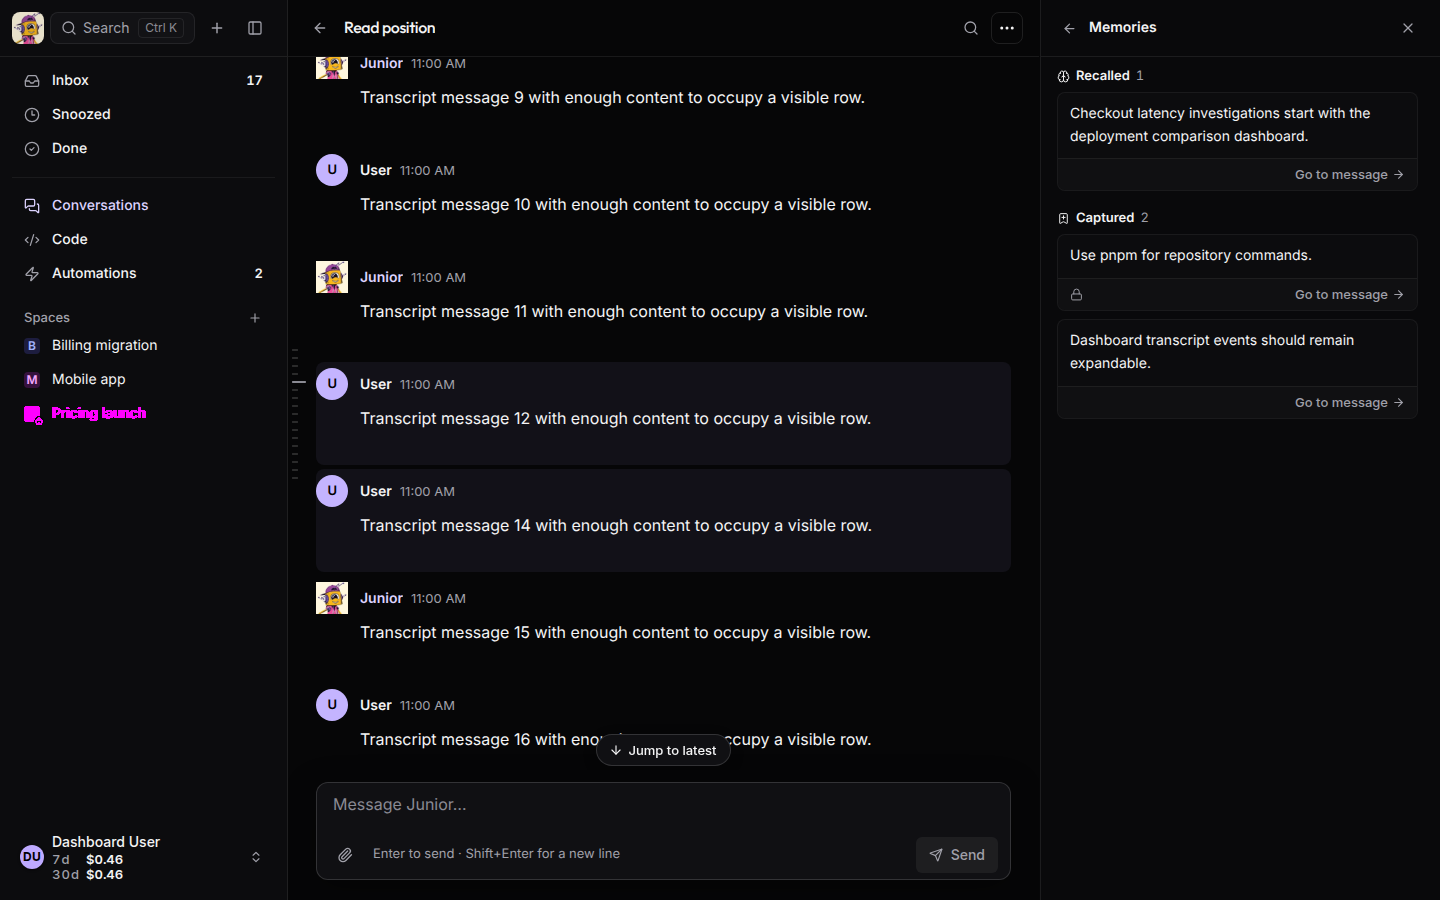 Search Ctrl K
Inbox 17
Snoozed
Done
Conversations
Code
Automations 2
Spaces
B Billing migration
M Mobile app
Pricing launch
DU Dashboard User
7d $0.46
30d $0.46
Read position
Junior 11:00 AM
Transcript message 9 with enough content to occupy a visible row.
U User 11:00 AM
Transcript message 10 with enough content to occupy a visible row.
Junior 11:00 AM
Transcript message 11 with enough content to occupy a visible row.
U User 11:00 AM
Transcript message 12 with enough content to occupy a visible row.
U User 11:00 AM
Transcript message 14 with enough content to occupy a visible row.
Junior 11:00 AM
Transcript message 15 with enough content to occupy a visible row.
U User 11:00 AM
Transcript message 16 with occupy a visible row.
Jump to latest
Message Junior...
Enter to send · Shift+Enter for a new line
Send
Memories
Recalled 1
Checkout latency investigations start with the
deployment comparison dashboard.
Go to message
Captured 2
Use pnpm for repository commands.
Go to message
Dashboard transcript events should remain
expandable.
Go to message